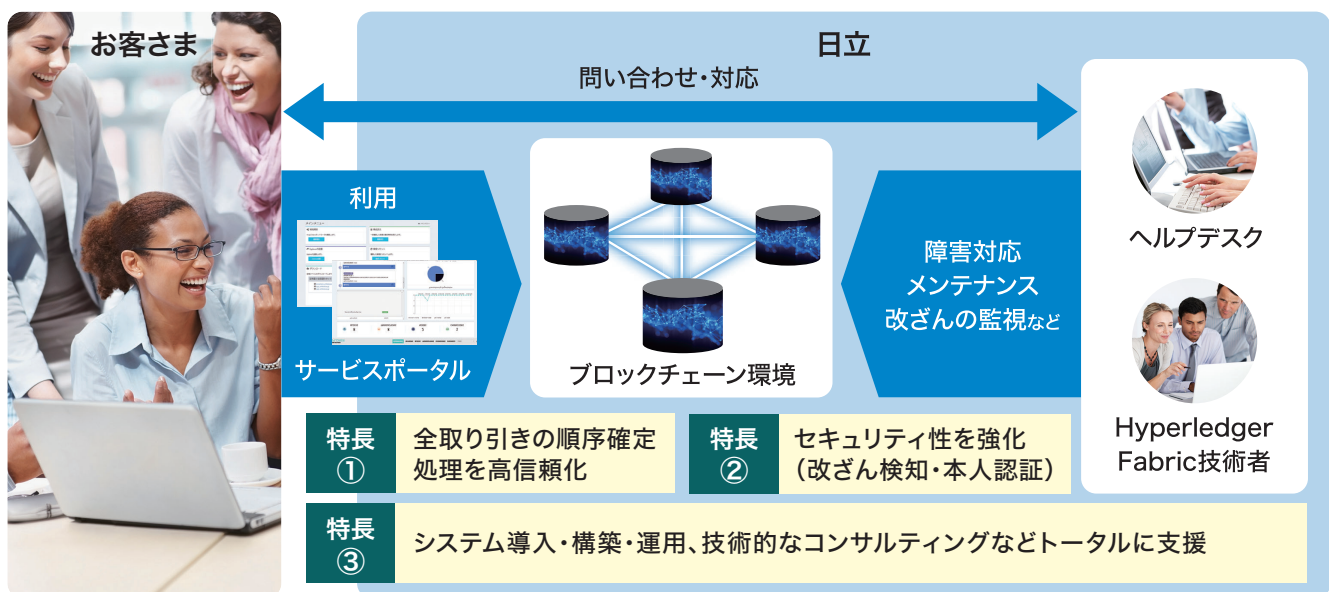 お客さま
日立
問い合わせ・対応
利用
サービスポータル
ブロックチェーン環境
障害対応
メンテナンス
改ざんの監視など
ヘルプデスク
Hyperledger
Fabric技術者
特長
①
全取り引きの順序確定
処理を高信頼化
特長
②
セキュリティ性を強化
（改ざん検知・本人認証）
特長
③
システム導入・構築・運用、技術的なコンサルティングなどトータルに支援